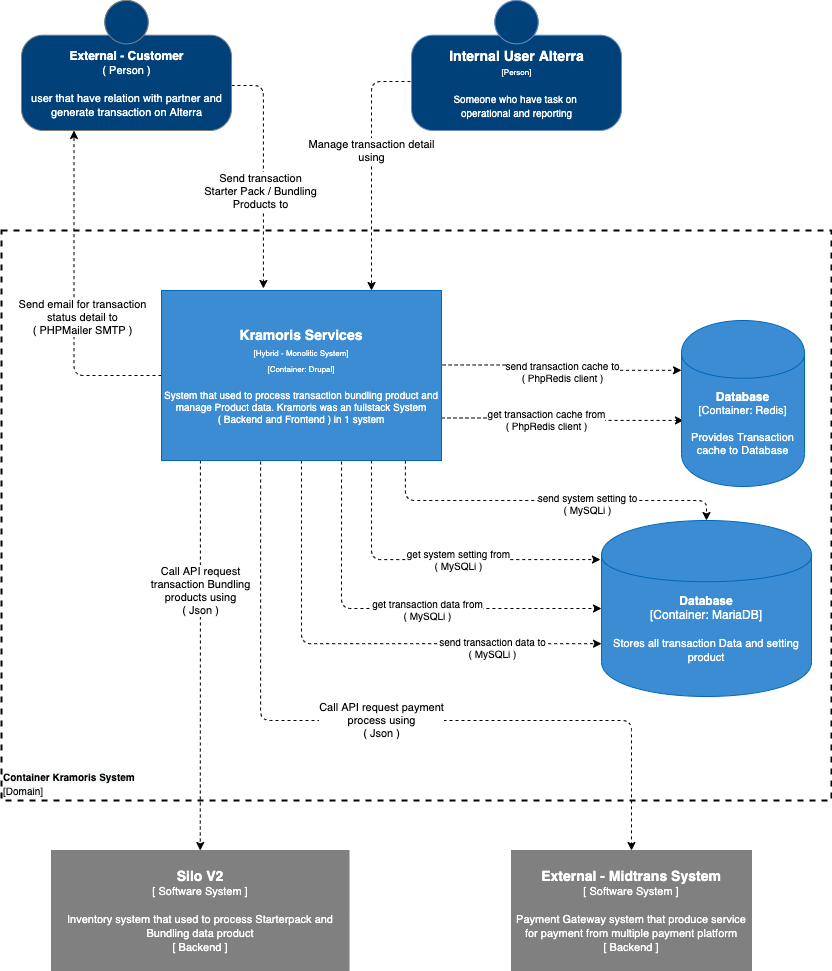 External - Customer
( Person )
user that have relation with partner and
generate transaction on Alterra
Internal User Alterra
[Person]
Someone who have task on
operational and reporting
Manage transaction detail
using
Send transaction
Starter Pack / Bundling
Products to
Send email for transaction
status detail to
( PHPMailer SMTP )
Kramoris Services
[Hybrid - Monolitic System]
[Container: Drupal]
System that used to process transaction bundling product and
manage Product data. Kramoris was an fullstack System
( Backend and Frontend ) in 1 system
send transaction cache to
( PhpRedis client )
get transaction cache from
( PhpRedis client )
Database
[Container: Redis]
Provides Transaction
cache to Database
send system setting to
( MySQLi )
get system setting from
( MySQLi )
get transaction data from
( MySQLi )
send transaction data to
( MySQLi )
Database
[Container: MariaDB]
Stores all transaction Data and setting
product
Call API request
transaction Bundling
products using
( Json )
Call API request payment
process using
( Json )
Container Kramoris System
[Domain]
Silo V2
[ Software System ]
Inventory system that used to process Starterpack and
Bundling data product
[ Backend ]
External - Midtrans System
[ Software System ]
Payment Gateway system that produce service
for payment from multiple payment platform
[ Backend ]